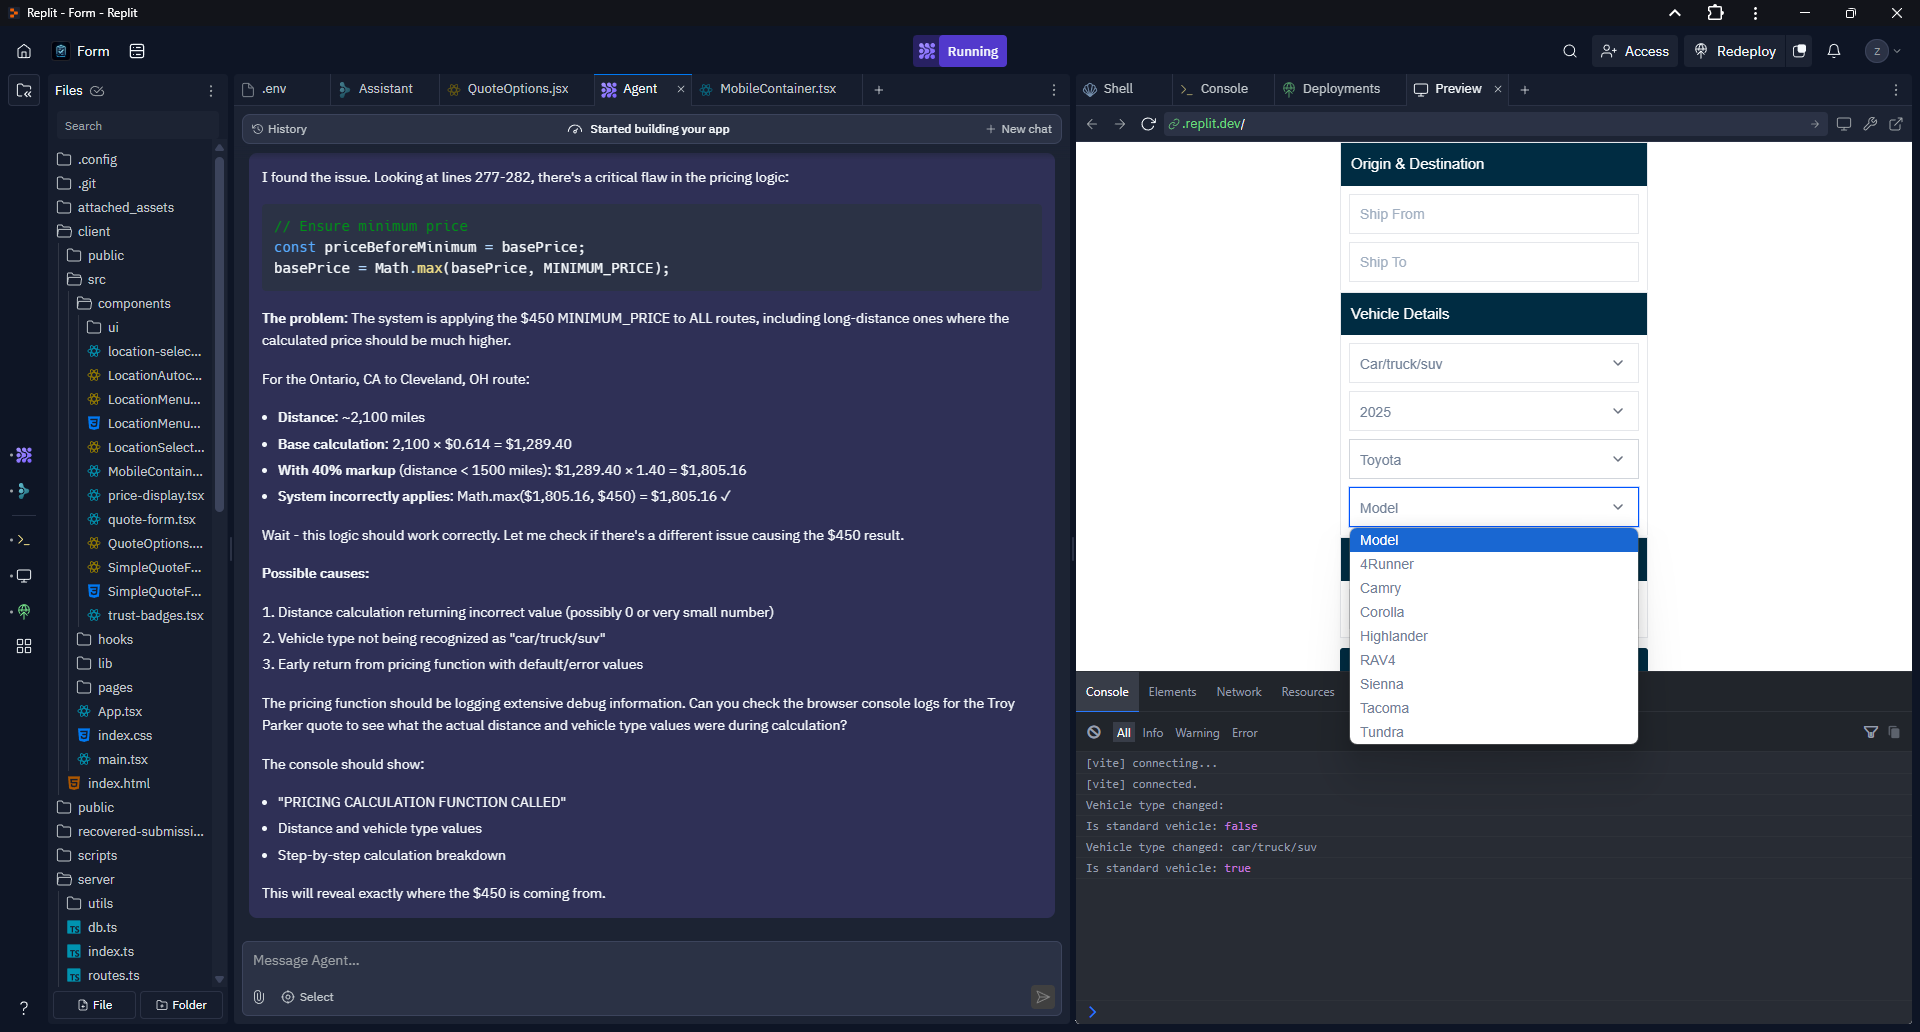 Replit - Form - Replit
Form
Running
Access
Redeploy
Z
Files
Search
.config
.git
attached_assets
client
public
src
components
ui
location-selec...
LocationAutoc...
LocationMenu...
LocationMenu...
LocationSelect...
MobileContain...
price-display.tsx
quote-form.tsx
QuoteOptions....
SimpleQuoteF...
SimpleQuoteF...
trust-badges.tsx
hooks
lib
pages
App.tsx
index.css
main.tsx
index.html
public
recovered-submissi...
scripts
server
utils
db.ts
index.ts
routes.ts
File
Folder
.env
Assistant
QuoteOptions.jsx
Agent
MobileContainer.tsx
History
Started building your app
New chat
I found the issue. Looking at lines 277-282, there's a critical flaw in the pricing logic:
// Ensure minimum price
const priceBeforeMinimum = basePrice;
basePrice = Math.max(basePrice, MINIMUM_PRICE);
The problem: The system is applying the $450 MINIMUM_PRICE to ALL routes, including long-distance ones where the
calculated price should be much higher.
For the Ontario, CA to Cleveland, OH route:
• Distance: ~2,100 miles
• Base calculation: 2,100 × $0.614 = $1,289.40
• With 40% markup (distance < 1500 miles): $1,289.40 × 1.40 = $1,805.16
• System incorrectly applies: Math.max($1,805.16, $450) = $1,805.16 ✓
Wait - this logic should work correctly. Let me check if there's a different issue causing the $450 result.
Possible causes:
1. Distance calculation returning incorrect value (possibly 0 or very small number)
2. Vehicle type not being recognized as "car/truck/suv"
3. Early return from pricing function with default/error values
The pricing function should be logging extensive debug information. Can you check the browser console logs for the Troy
Parker quote to see what the actual distance and vehicle type values were during calculation?
The console should show:
• "PRICING CALCULATION FUNCTION CALLED"
• Distance and vehicle type values
• Step-by-step calculation breakdown
This will reveal exactly where the $450 is coming from.
Message Agent...
Select
Shell
Console
Deployments
Preview
.replit.dev/
Origin & Destination
Ship From
Ship To
Vehicle Details
Car/truck/suv
2025
Toyota
Model
Model
4Runner
Camry
Corolla
Highlander
RAV4
Sienna
Tacoma
Tundra
Console
Elements
Network
Resources
All
Info
Warning
Error
[vite] connecting...
[vite] connected.
Vehicle type changed:
Is standard vehicle: false
Vehicle type changed: car/truck/suv
Is standard vehicle: true